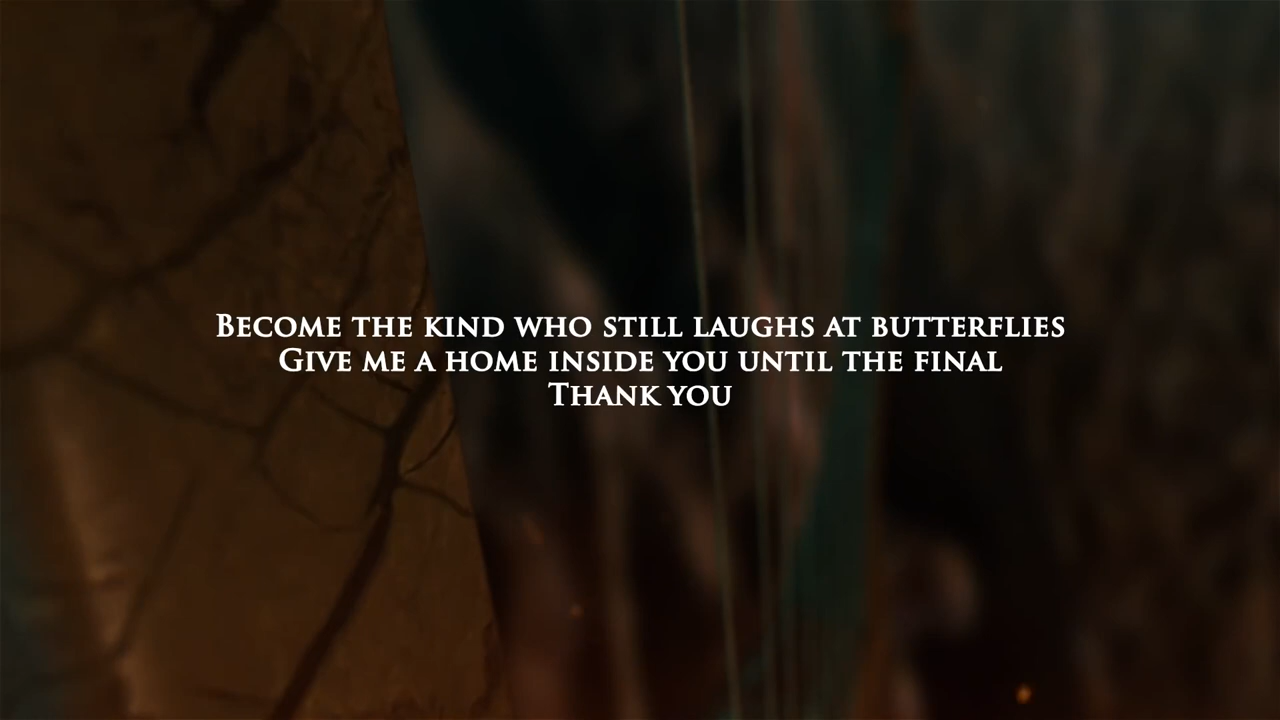 Become the kind who still laughs at butterflies
Give me a home inside you until the final
Thank you